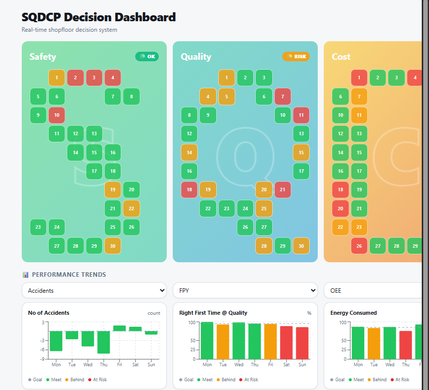 SQDCP Decision Dashboard
Real-time shopfloor decision system
Safety
OK
Quality
RISK
Cost
1 2 3 4
1 2 3
1 2 3 4
5 6 7 8
4 5 6 7
6 7
9 10
8 9 10 11
10 11
11 12 13
12 13
12 13
14 15 16
14 15
14 15
17 18
16 17
16 17
19 20
18 19 20 21
18 19
21 22
22 23 24 25
20 21
23 24 25 26
26 27
22 23
27 28 29 30
28 29 30
26 27 28 29
S
Q
C
PERFORMANCE TRENDS
Accidents
FPY
OEE
No of Accidents
count
Right First Time @ Quality
%
Energy Consumed
Mon Tue Wed Thu Fri Sat Sun
100
75
50
25
0
Mon Tue Wed Thu Fri Sat Sun
100
75
50
25
0
Mon Tue Wed Thu Fri
Goal Meet Behind At Risk
Goal Meet Behind At Risk
Goal Meet Behind At Risk